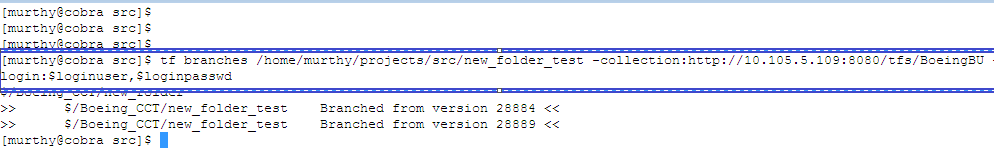 [murthy@cobra src]$
[murthy@cobra src]$
[murthy@cobra src]$
[murthy@cobra src]$ tf branches /home/murthy/projects/src/new_folder_test -collection:http://10.105.5.109:8080/tfs/BoeingBU -
login:$loginuser,$loginpasswd
$/Boeing_CCT/new_folder
>>      $/Boeing_CCT/new_folder_test    Branched from version 28884 <<
>>      $/Boeing_CCT/new_folder_test    Branched from version 28889 <<
[murthy@cobra src]$